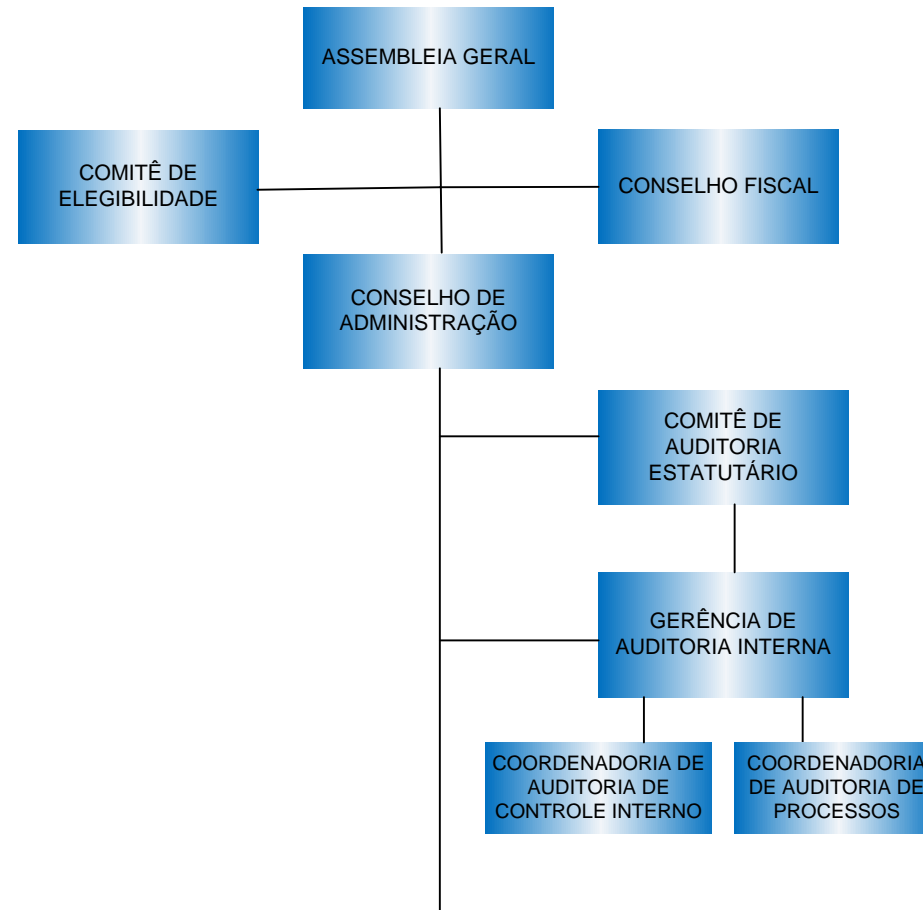 ASSEMBLEIA GERAL
COMITÊ DE
ELEGIBILIDADE
CONSELHO FISCAL
CONSELHO DE
ADMINISTRAÇÃO
COMITÊ DE
AUDITORIA
ESTATUTÁRIO
GERÊNCIA DE
AUDITORIA INTERNA
COORDENADORIA DE
AUDITORIA DE
CONTROLE INTERNO
COORDENADORIA
DE AUDITORIA DE
PROCESSOS